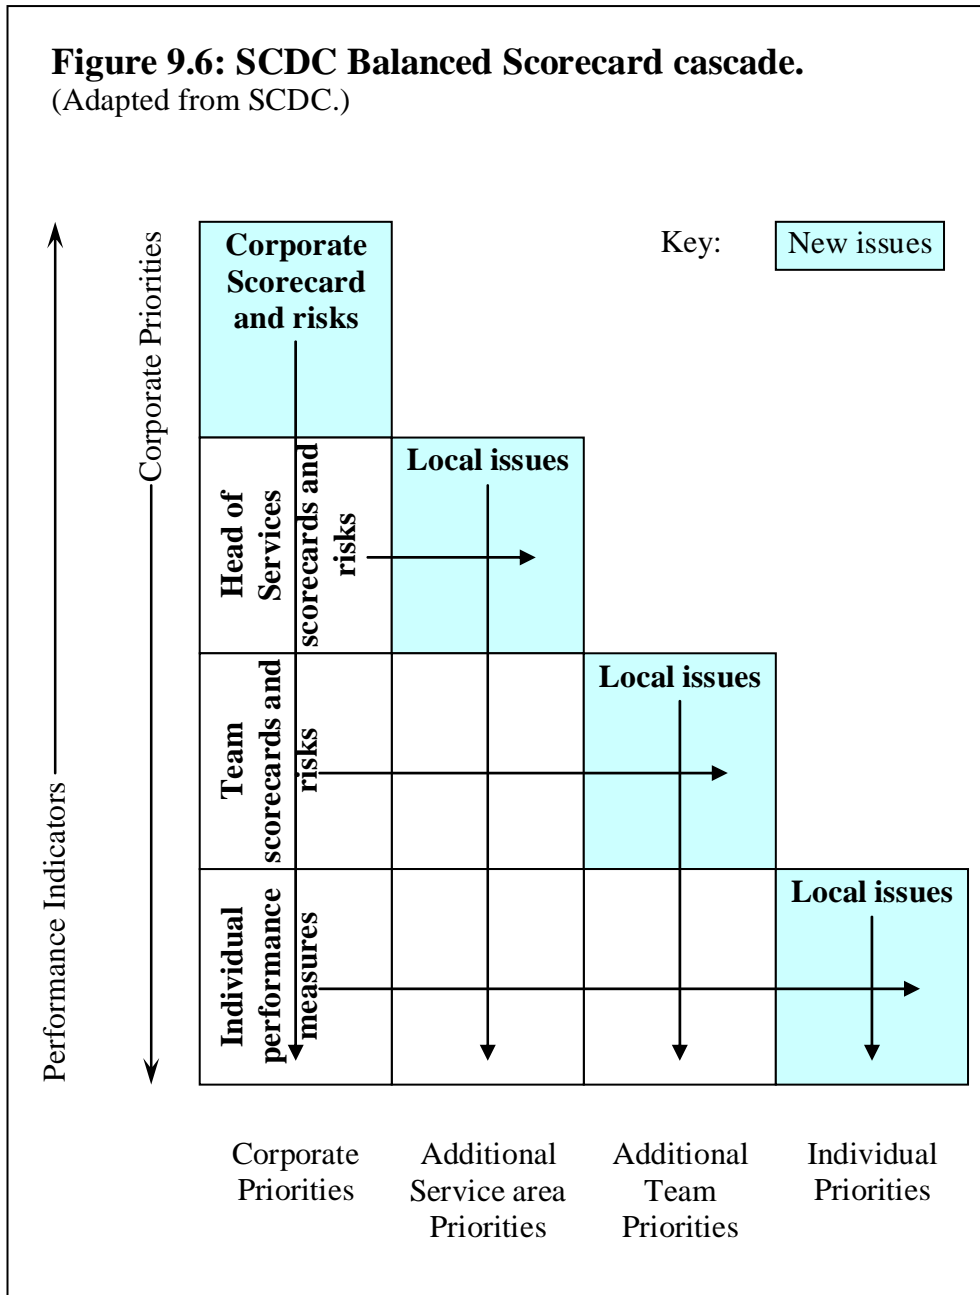 Figure 9.6: SCDC Balanced Scorecard cascade.
(Adapted from SCDC.)
Key:
New issues
Performance Indicators
Corporate Priorities
Corporate
Scorecard
and risks
Head of
Services
scorecards and
risks
Local issues
Team
scorecards and
risks
Local issues
Individual
performance
measures
Local issues
Corporate
Priorities
Additional
Service area
Priorities
Additional
Team
Priorities
Individual
Priorities